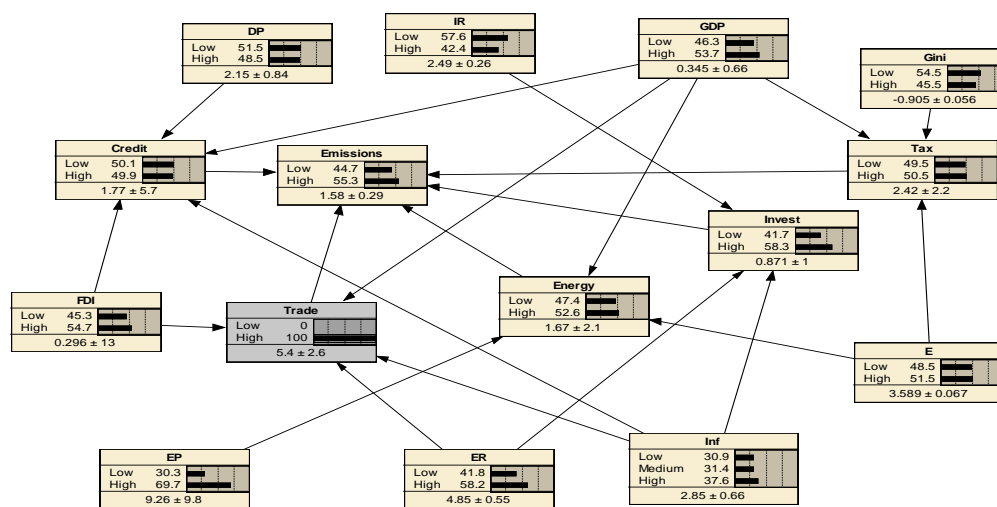 DP
Low 51.5
High 48.5
2.15 ± 0.84
IR
Low 57.6
High 42.4
2.49 ± 0.26
GDP
Low 46.3
High 53.7
0.345 ± 0.66
Gini
Low 54.5
High 45.5
-0.905 ± 0.056
Credit
Low 50.1
High 49.9
1.77 ± 5.7
Emissions
Low 44.7
High 55.3
1.58 ± 0.29
Tax
Low 49.5
High 50.5
2.42 ± 2.2
Invest
Low 41.7
High 58.3
0.871 ± 1
FDI
Low 45.3
High 54.7
0.296 ± 13
Trade
Low 0
High 100
5.4 ± 2.6
Energy
Low 47.4
High 52.6
1.67 ± 2.1
E
Low 48.5
High 51.5
3.589 ± 0.067
EP
Low 30.3
High 69.7
9.26 ± 9.8
ER
Low 41.8
High 58.2
4.85 ± 0.55
Inf
Low 30.9
Medium 31.4
High 37.6
2.85 ± 0.66